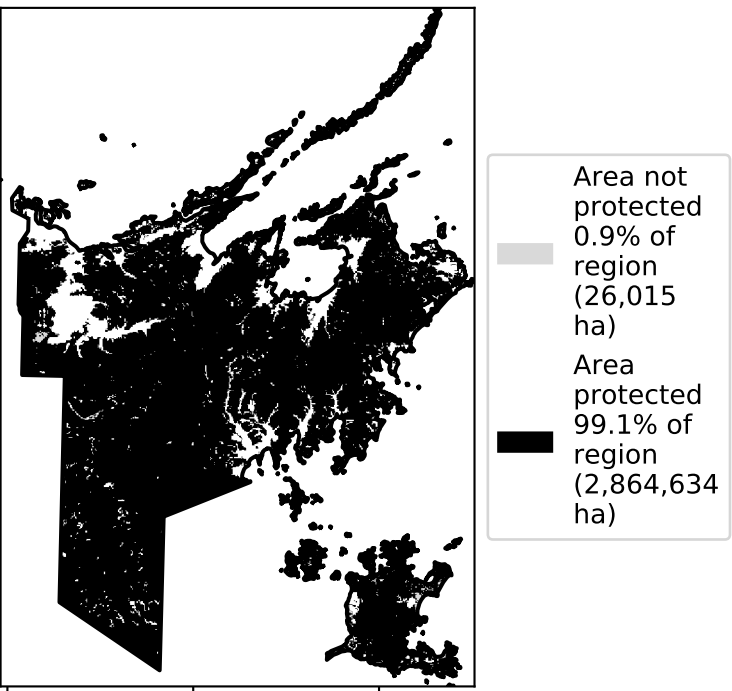 Area not
protected
0.9% of
region
(26,015
ha)
Area
protected
99.1% of
region
(2,864,634
ha)